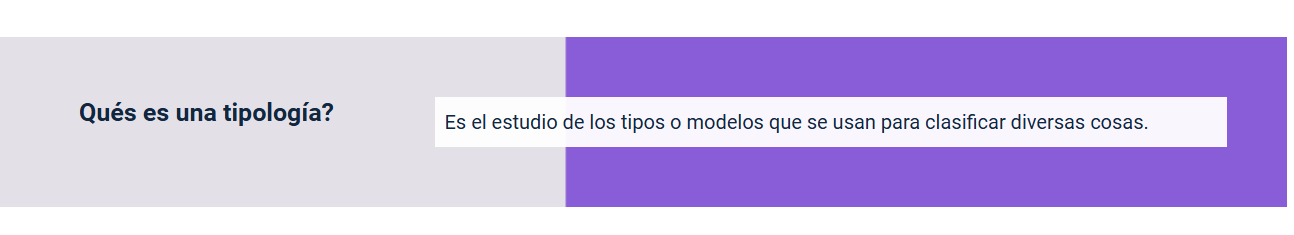 Qués es una tipología?
Es el estudio de los tipos o modelos que se usan para clasificar diversas cosas.